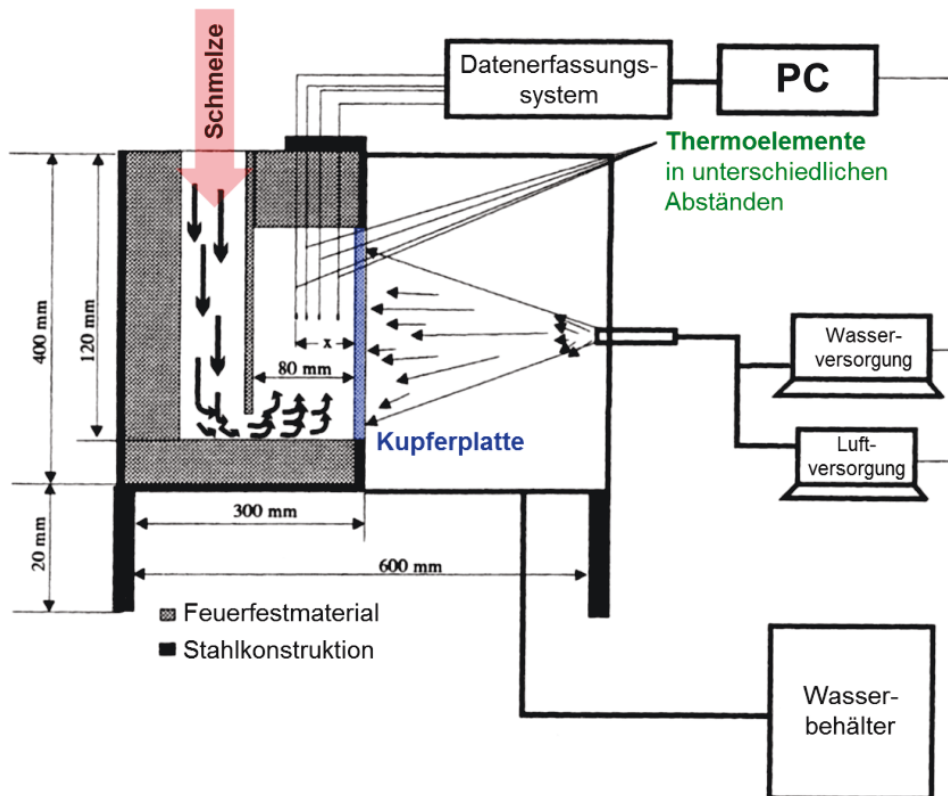 Schmelze
Datenerfassungs-
system
PC
Thermoelemente
in unterschiedlichen
Abständen
400 mm
120 mm
x
80 mm
Kupferplatte
Wasser-
versorgung
Luft-
versorgung
300 mm
20 mm
600 mm
Feuerfestmaterial
Stahlkonstruktion
Wasser-
behälter